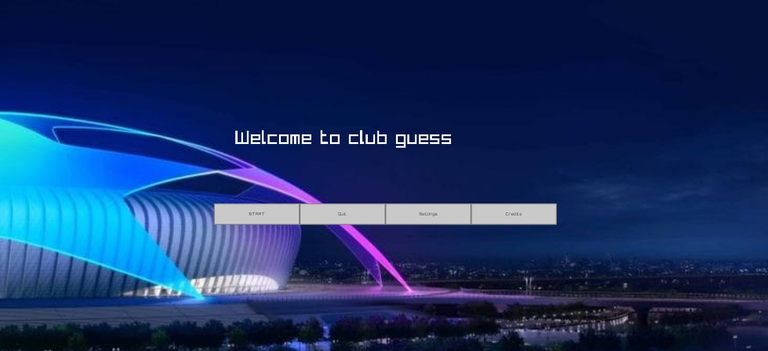 Welcome to club guess
START
Quit
Settings
Credits